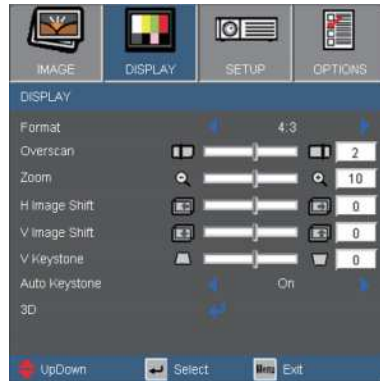 IMAGE DISPLAY SETUP OPTIONS
DISPLAY
Format 4:3
Overscan 2
Zoom 10
H Image Shift 0
V Image Shift 0
V Keystone 0
Auto Keystone On
3D
UpDown Select Menu Exit